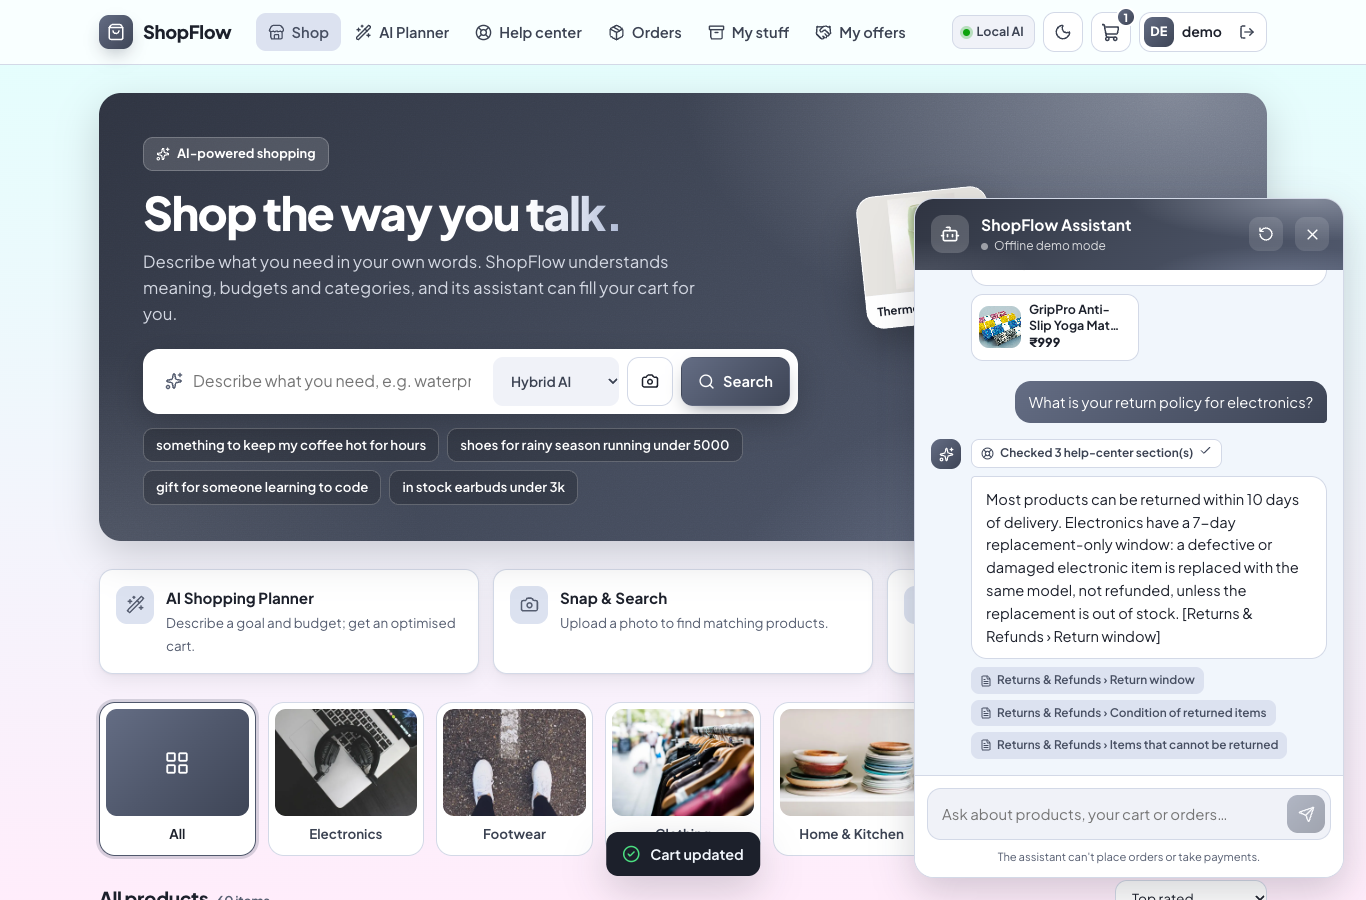 ShopFlow
Shop
AI Planner
Help center
Orders
My stuff
My offers
Local AI
1
DE
demo
AI-powered shopping
Shop the way you talk.
Describe what you need in your own words. ShopFlow understands
meaning, budgets and categories, and its assistant can fill your cart for
you.
Describe what you need, e.g. waterpr
Hybrid AI
Search
something to keep my coffee hot for hours
shoes for rainy season running under 5000
gift for someone learning to code
in stock earbuds under 3k
AI Shopping Planner
Describe a goal and budget; get an optimised
cart.
Snap & Search
Upload a photo to find matching products.
All
Electronics
Footwear
Home & Kitchen
Cart updated
All products
Top rated
ShopFlow Assistant
Offline demo mode
GripPro Anti-
Slip Yoga Mat...
₹999
What is your return policy for electronics?
Checked 3 help-center section(s)
Most products can be returned within 10 days
of delivery. Electronics have a 7-day
replacement-only window: a defective or
damaged electronic item is replaced with the
same model, not refunded, unless the
replacement is out of stock. [Returns &
Refunds › Return window]
Returns & Refunds › Return window
Returns & Refunds › Condition of returned items
Returns & Refunds › Items that cannot be returned
Ask about products, your cart or orders...
The assistant can't place orders or take payments.